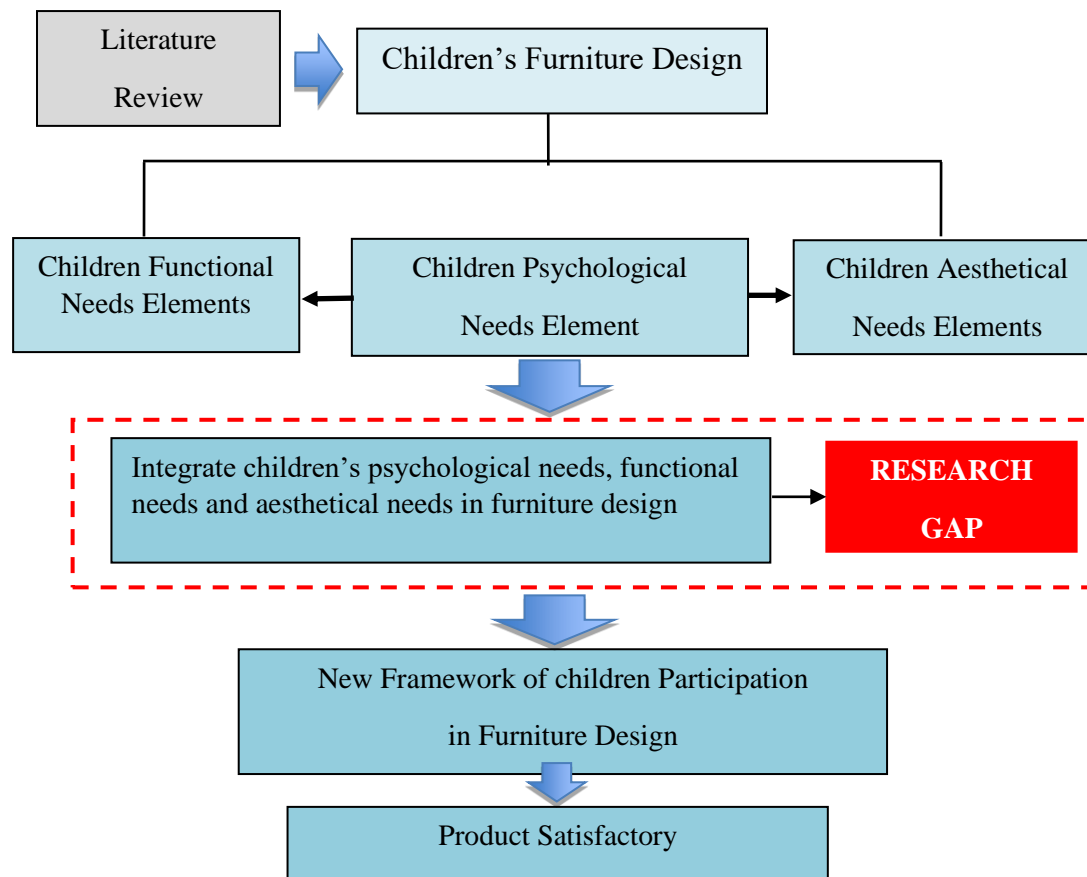 Literature
Review
Children’s Furniture Design
Children Functional
Needs Elements
Children Psychological
Needs Element
Children Aesthetical
Needs Elements
Integrate children’s psychological needs, functional
needs and aesthetical needs in furniture design
RESEARCH
GAP
New Framework of children Participation
in Furniture Design
Product Satisfactory